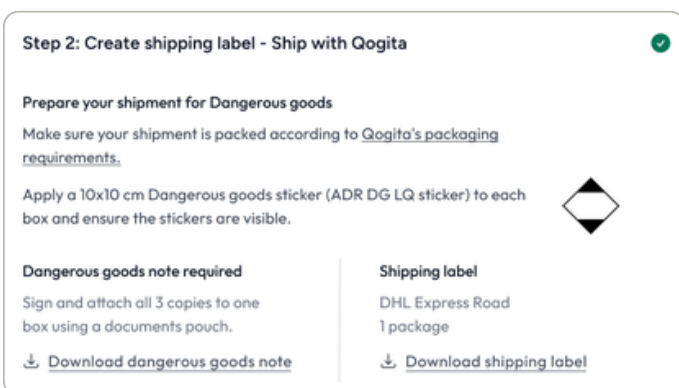 Step 2: Create shipping label - Ship with Qogita
Prepare your shipment for Dangerous goods
Make sure your shipment is packed according to Qogita's packaging
requirements.
Apply a 10x10 cm Dangerous goods sticker (ADR DG LQ sticker) to each
box and ensure the stickers are visible.
Dangerous goods note required
Sign and attach all 3 copies to one
box using a documents pouch.
Download dangerous goods note
Shipping label
DHL Express Road
1 package
Download shipping label